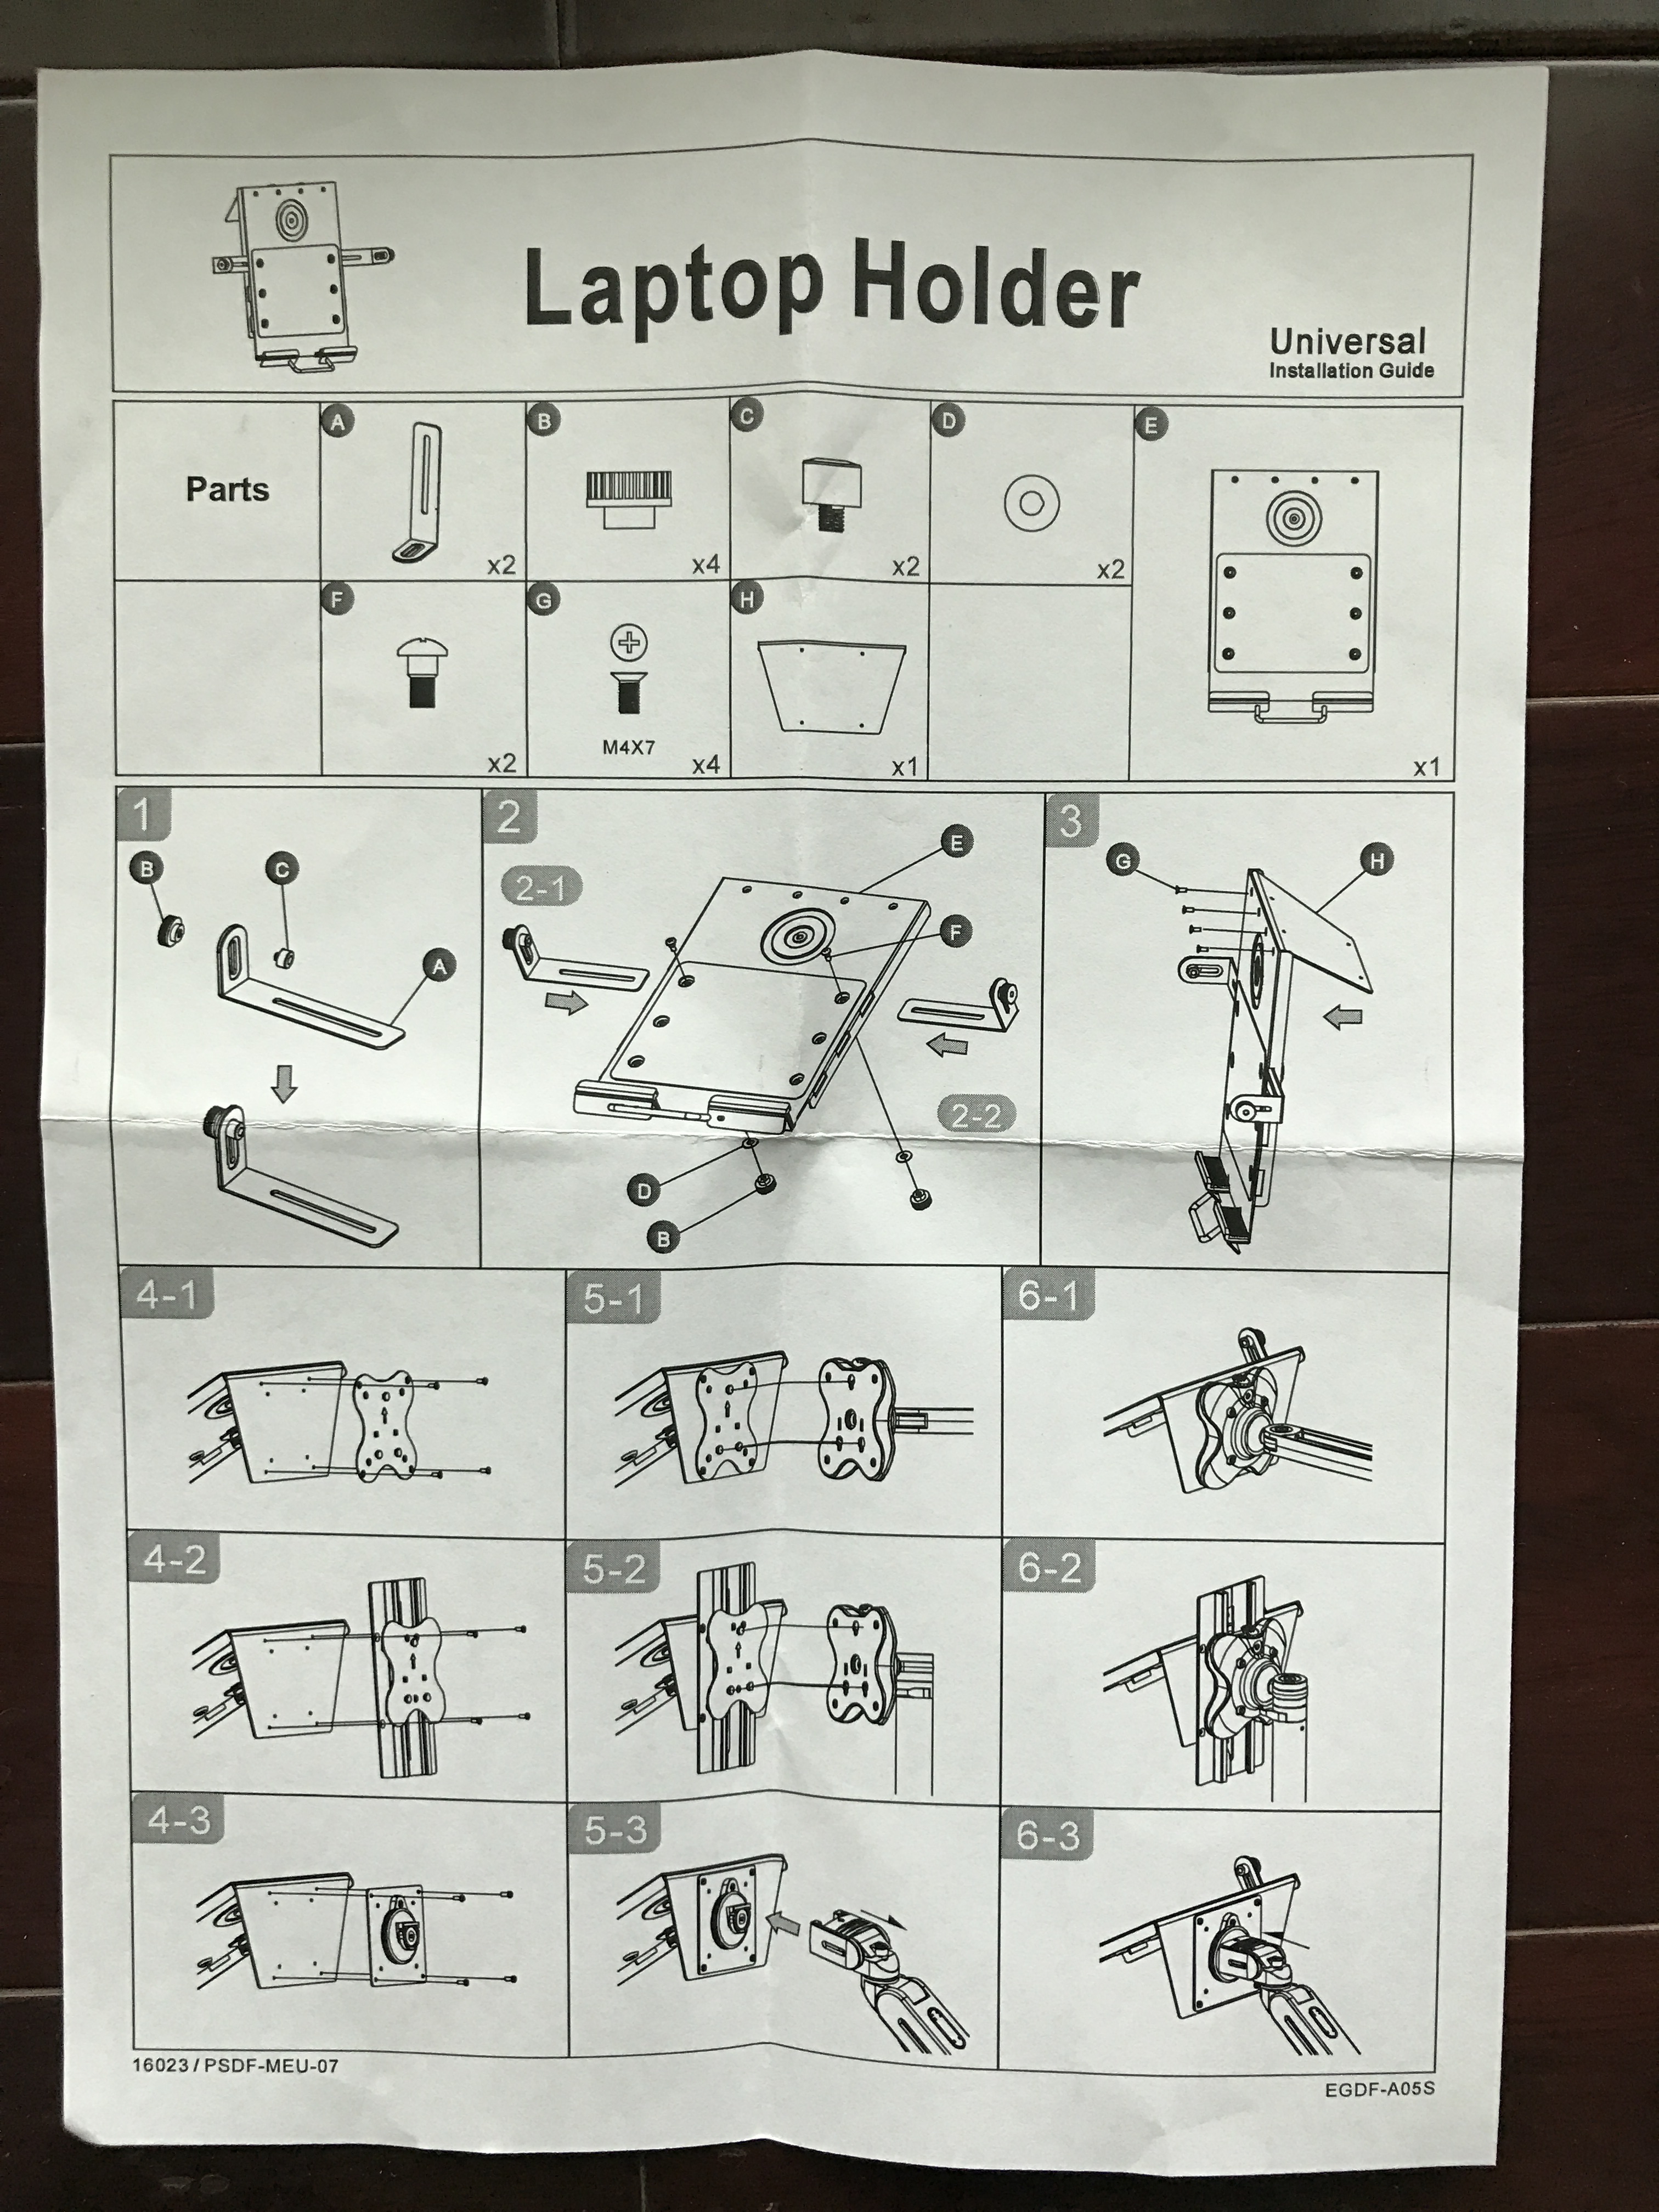 Laptop Holder
Universal
Installation Guide
Parts
A
x2
B
x4
C
x2
D
x2
E
x1
F
x2
G
M4X7
x4
H
x1
1
B
C
A
2
2-1
E
F
2-2
D
B
3
G
H
4-1
5-1
6-1
4-2
5-2
6-2
4-3
5-3
6-3
16023 / PSDF-MEU-07
EGDF-A05S